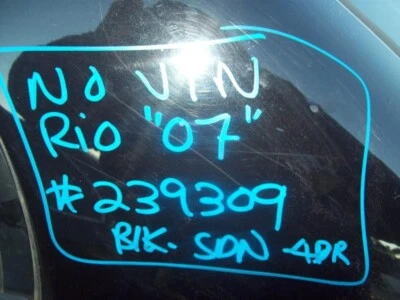 No VIN
Rio "07"
#239309
BlK. SDN -4DR